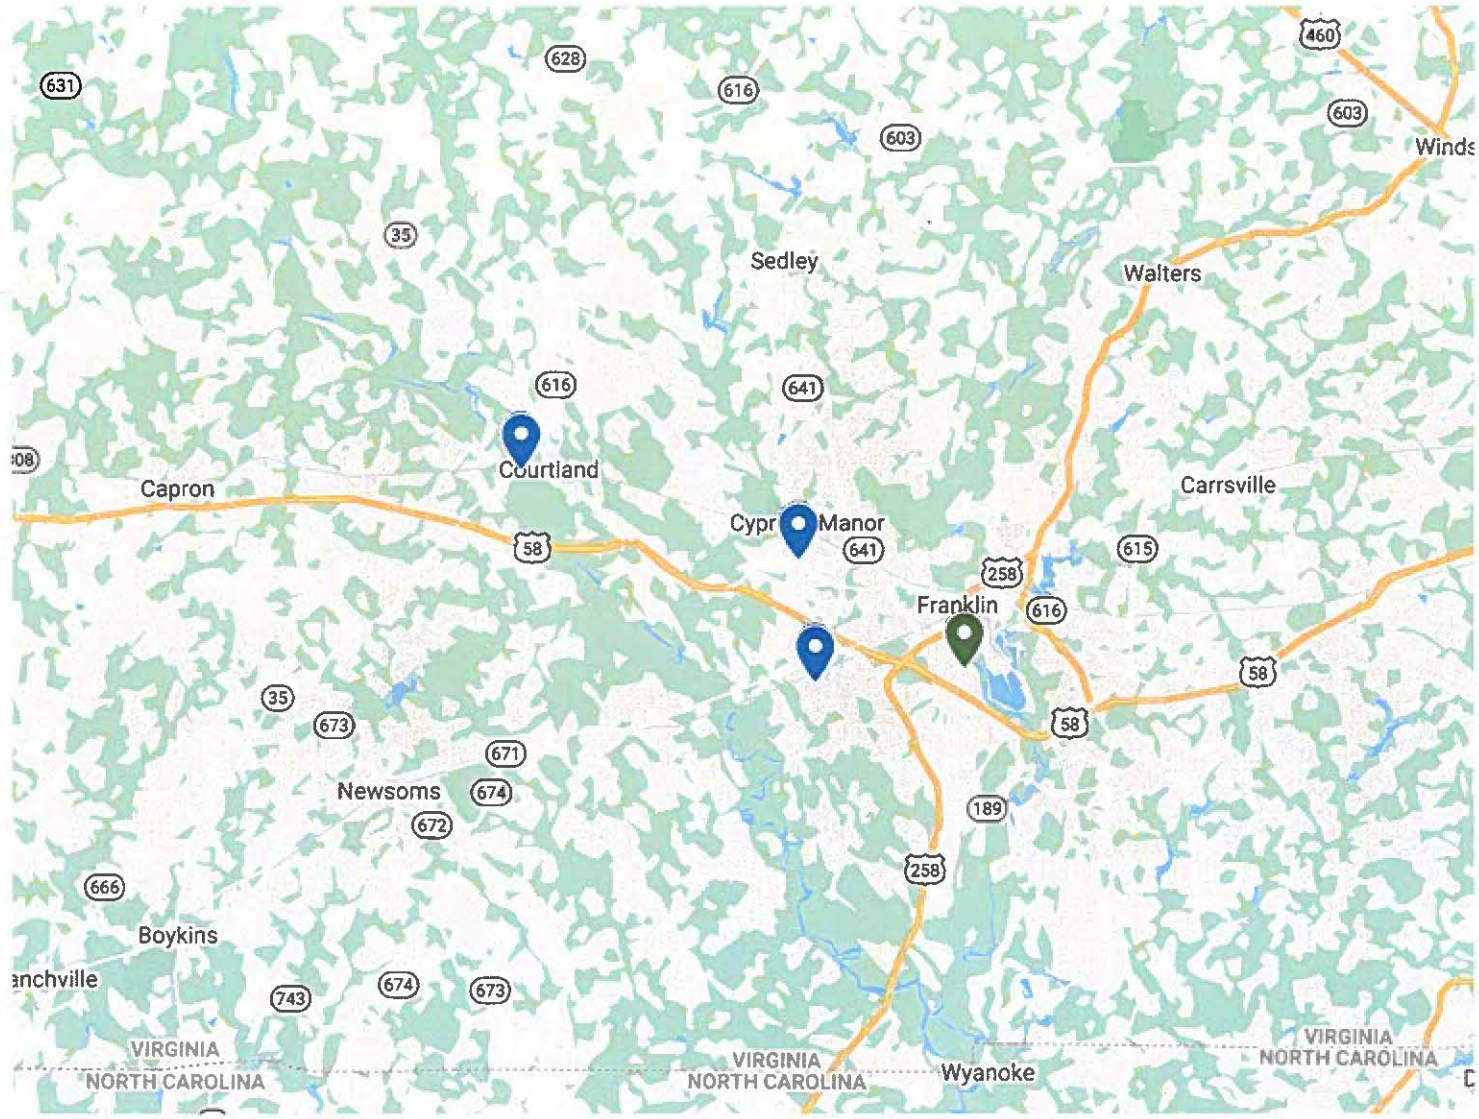 460
628
631
616
603
603
Winds
35
Sedley
Walters
616
641
Courtland
Capron
Carrsville
Cypr Manor
58
641
615
258
Franklin
616
58
35
673
58
671
Newsoms
674
189
672
258
666
Boykins
anchville
674
673
743
VIRGINIA
NORTH CAROLINA
VIRGINIA
NORTH CAROLINA
Wyanoke
VIRGINIA
NORTH CAROLINA